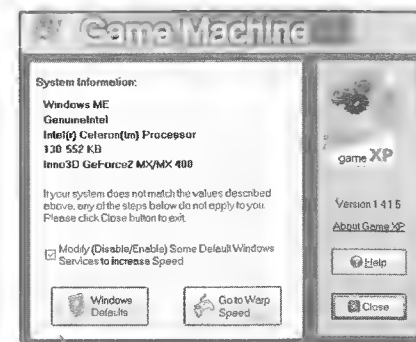 Game Machine
System Information:
Windows ME
GenuineIntel
Intel(r) Celeron(tm) Processor
130 552 KB
Inno3D GeForce2 MX/MX 400
If your system does not match the values described
above, any of the steps below do not apply to you.
Please click Close button to exit.
Modify (Disable/Enable) Some Default Windows
Services to increase Speed
Windows
Defaults
Go to Warp
Speed
game XP
Version 1.4.1.5
About Game XP
Help
Close